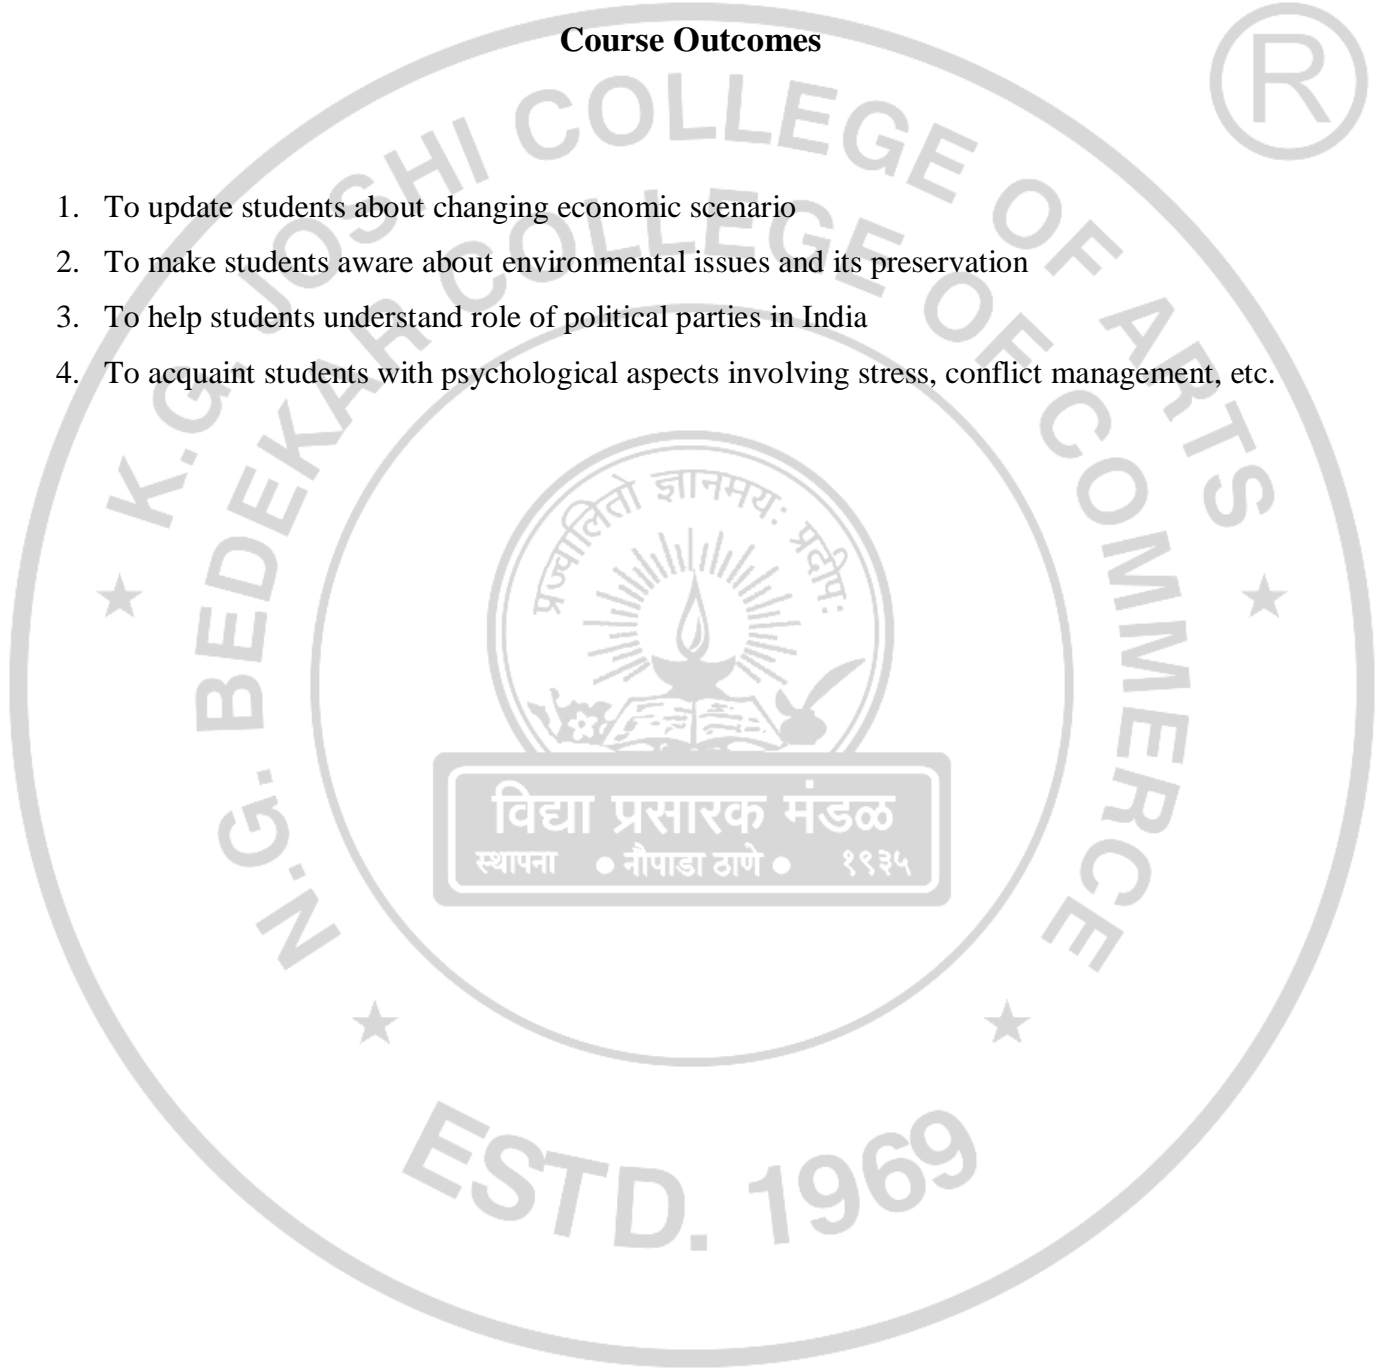 Course Outcomes
®
1. To update students about changing economic scenario
2. To make students aware about environmental issues and its preservation
3. To help students understand role of political parties in India
4. To acquaint students with psychological aspects involving stress, conflict management, etc.
★ K.G. JOSHI COLLEGE OF ARTS ★
★ N.G. BEDEKAR COLLEGE OF COMMERCE ★
प्रज्वालितो ज्ञानमयः प्रदीपः
विद्या प्रसारक मंडळ
स्थापना ● नौपाडा ठाणे ● १९३५
ESTD. 1969